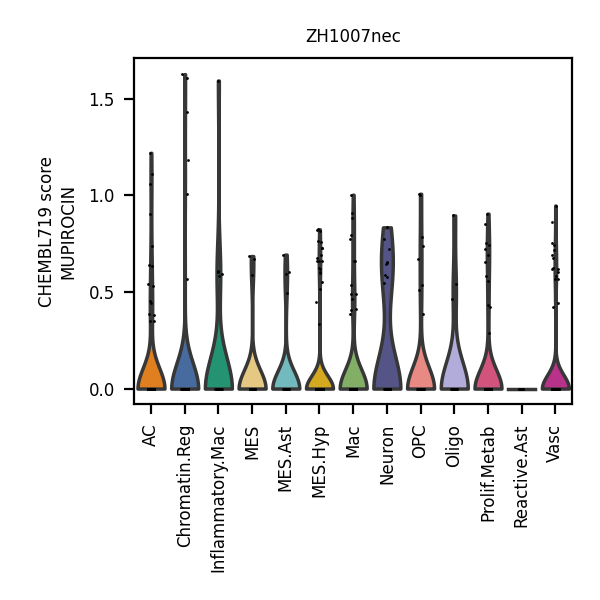 ZH1007nec
CHEMBL719 score
MUPIROCIN
1.5
1.0
0.5
0.0
AC
Chromatin.Reg
Inflammatory.Mac
MES
MES.Ast
MES.Hyp
Mac
Neuron
OPC
Oligo
Prolif.Metab
Reactive.Ast
Vasc